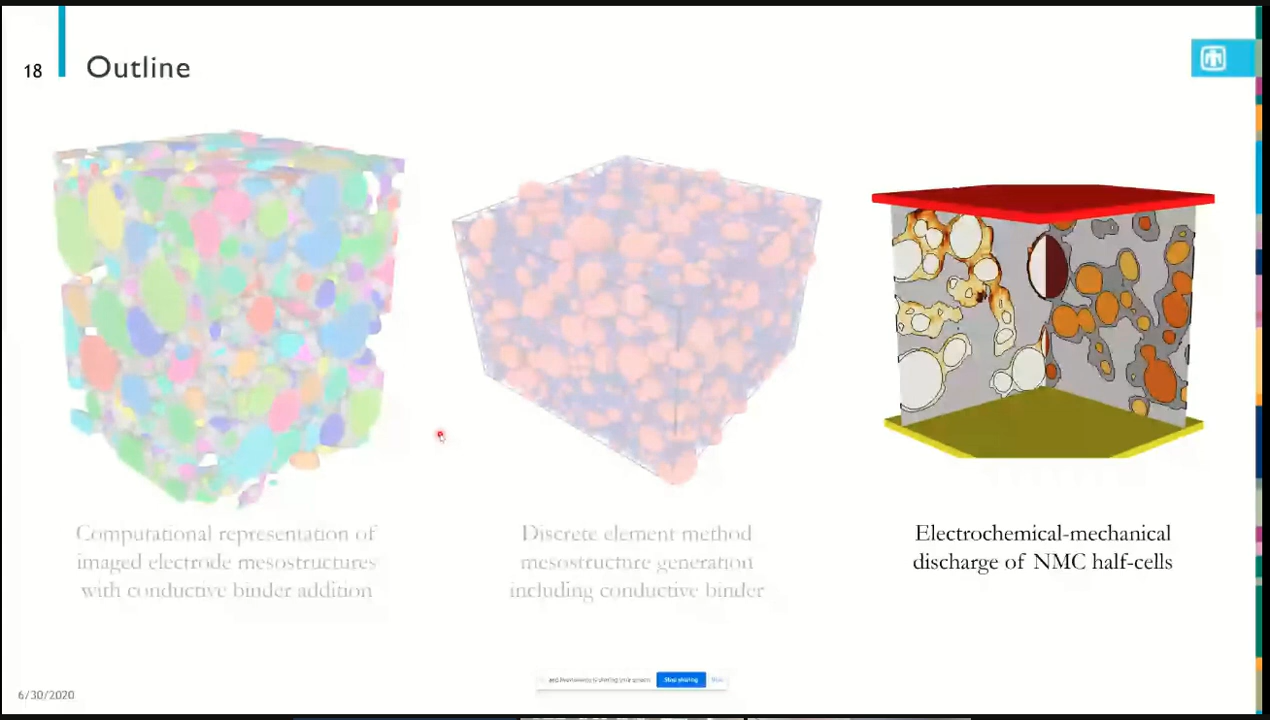 18
Outline
Computational representation of
imaged electrode mesostructures
with conductive binder addition
Discrete element method
mesostructure generation
including conductive binder
Electrochemical-mechanical
discharge of NMC half-cells
Stop sharing
6/30/2020